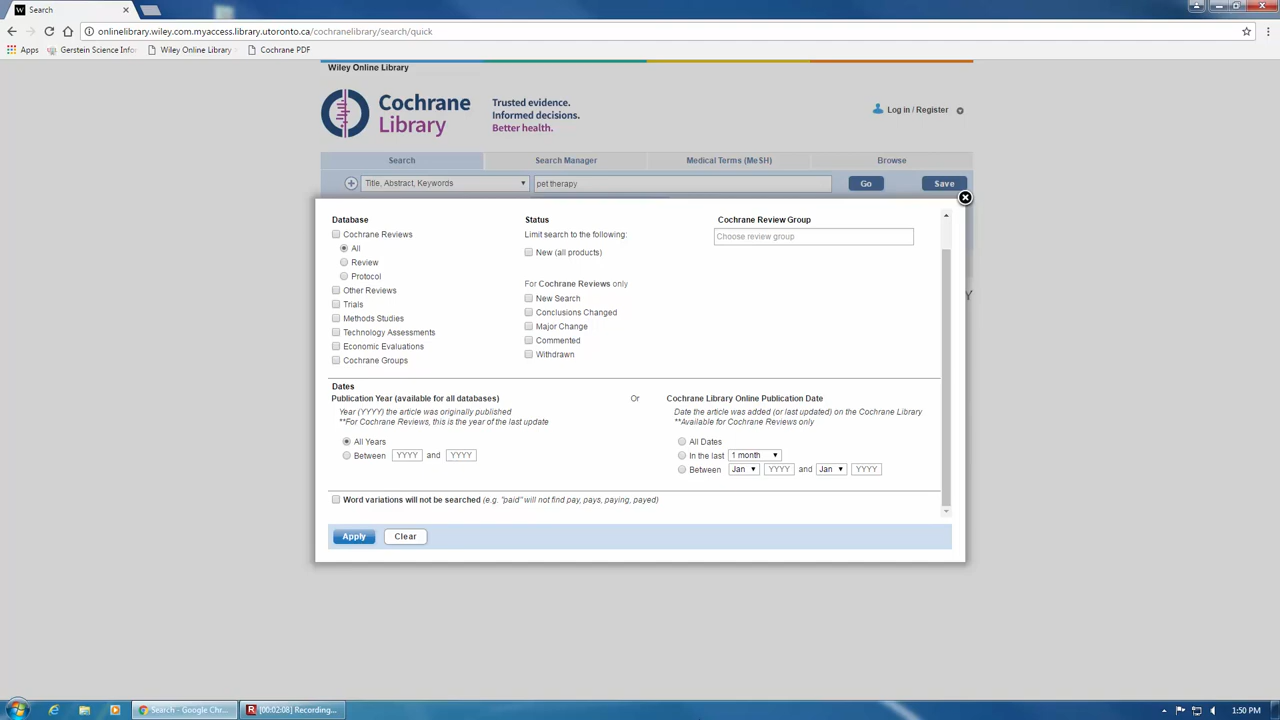 Search
onlinelibrary.wiley.com.myaccess.library.utoronto.ca/cochranelibrary/search/quick
Apps Gerstein Science Info Wiley Online Library Cochrane PDF
Wiley Online Library
Cochrane Library
Trusted evidence.
Informed decisions.
Better health.
Log in / Register
Search Search Manager Medical Terms (MeSH) Browse
Title, Abstract, Keywords pet therapy Go Save
Database Status Cochrane Review Group
Cochrane Reviews Limit search to the following: Choose review group
All New (all products)
Review
Protocol For Cochrane Reviews only
Other Reviews New Search
Trials Conclusions Changed
Methods Studies Major Change
Technology Assessments Commented
Economic Evaluations Withdrawn
Cochrane Groups
Dates
Publication Year (available for all databases) Or Cochrane Library Online Publication Date
Year (YYYY) the article was originally published Date the article was added (or last updated) on the Cochrane Library
**For Cochrane Reviews, this is the year of the last update **Available for Cochrane Reviews only
All Years All Dates
Between YYYY and YYYY In the last 1 month
Between Jan YYYY and Jan YYYY
Word variations will not be searched (e.g. "paid" will not find pay, pays, paying, payed)
Apply Clear
Search - Google Chr... [00:02:08] Recording... 1:50 PM